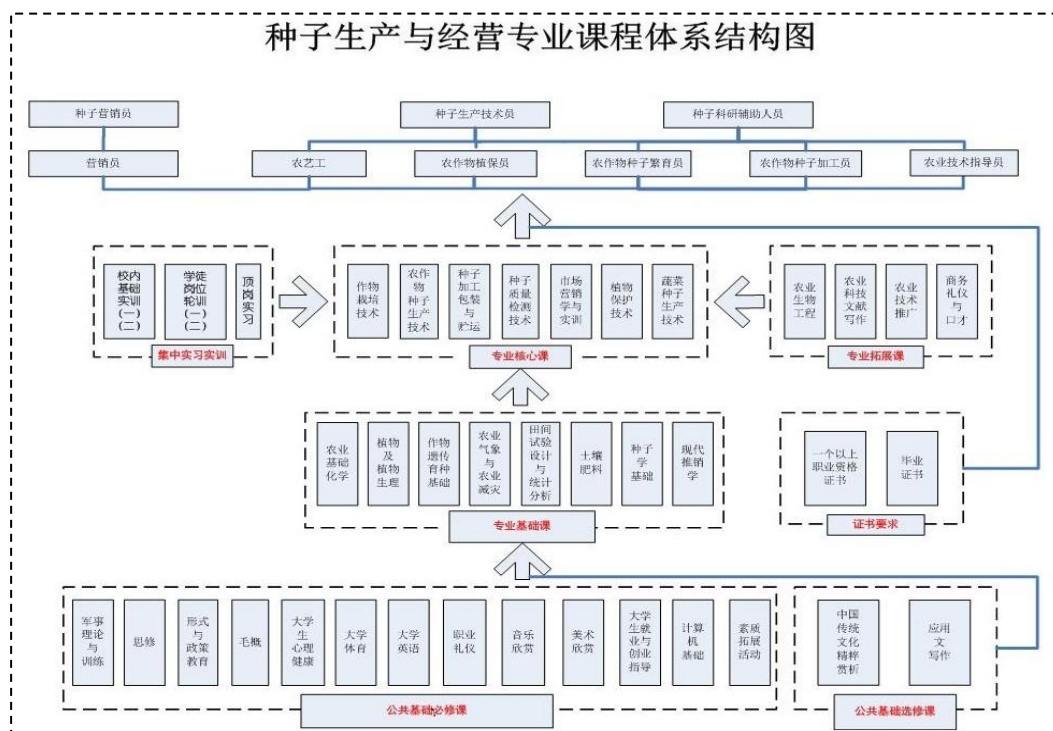 种子生产与经营专业课程体系结构图
种子营销员
种子生产技术员
种子科研辅助人员
营销员
农艺工
农作物植保员
农作物种子繁育员
农作物种子加工员
农业技术指导员
校内
基础
实训
(一)
(二)
学徒
岗位
轮训
(一)
(二)
顶
岗
实
习
集中实习实训
作物
栽培
技术
农作
物
种子
生产
技术
种子
加工
包装
与
贮运
种子
质量
检测
技术
市场
营销
学与
实训
植物
保护
技术
蔬菜
种子
生产
技术
专业核心课
农业
生物
工程
农业
科技
文献
写作
农业
技术
推广
商务
礼仪
与
口才
专业拓展课
农业
基础
化学
植物
及
植物
生理
作物
遗传
育种
基础
农业
气象
与
农业
减灾
田间
试验
设计
与
统计
分析
土壤
肥料
种子
学
基础
现代
推销
学
专业基础课
一个以上
职业资格
证书
毕业
证书
证书要求
军事
理论
与
训练
思修
形式
与
政策
教育
毛概
大学
生
心理
健康
大学
体育
大学
英语
职业
礼仪
音乐
欣赏
美术
欣赏
大学
生就
业与
创业
指导
计算
机
基础
素质
拓展
活动
公共基础必修课
中国
传统
文化
精粹
赏析
应用
文
写作
公共基础选修课